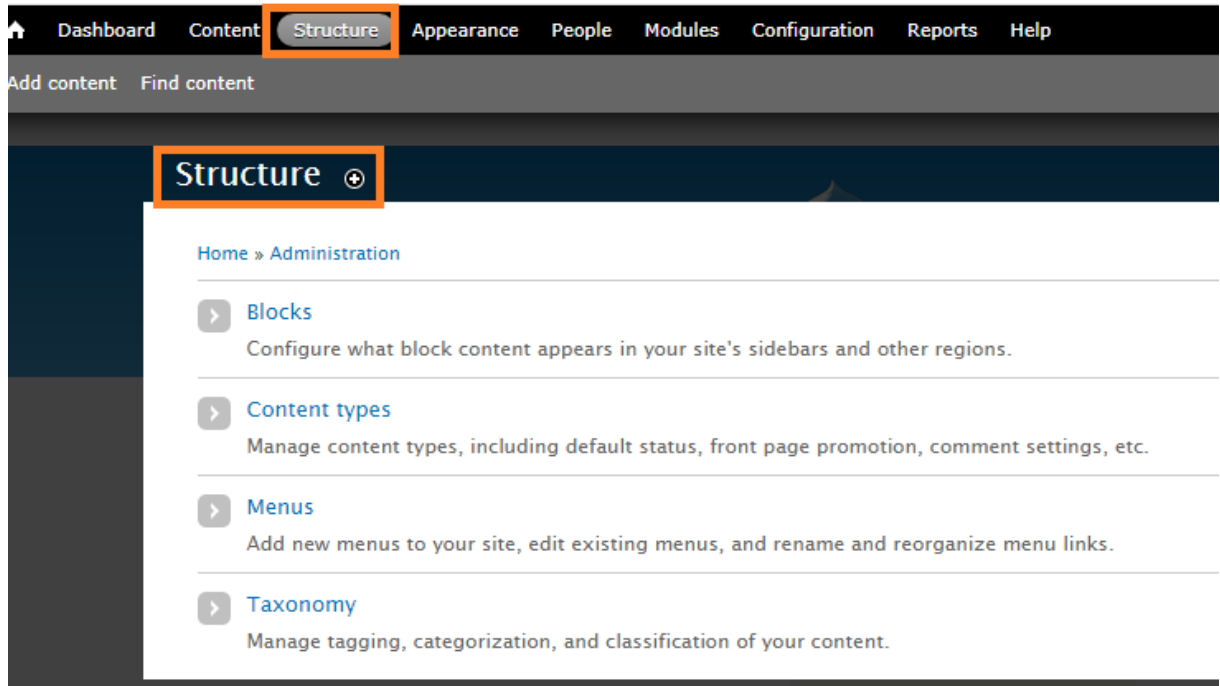 Dashboard Content Structure Appearance People Modules Configuration Reports Help
Add content Find content
Structure
Home » Administration
Blocks
Configure what block content appears in your site's sidebars and other regions.
Content types
Manage content types, including default status, front page promotion, comment settings, etc.
Menus
Add new menus to your site, edit existing menus, and rename and reorganize menu links.
Taxonomy
Manage tagging, categorization, and classification of your content.